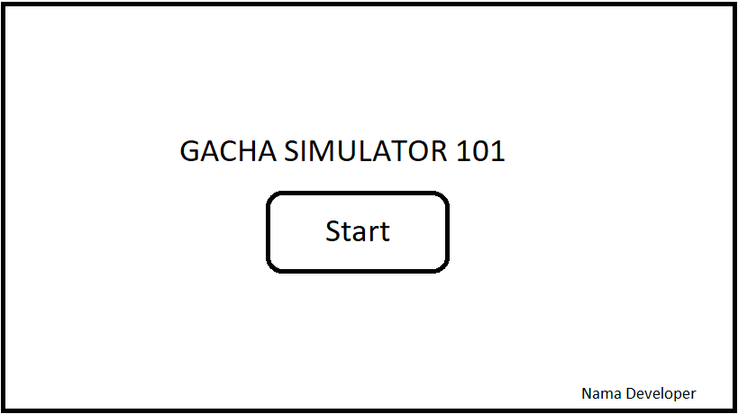 GACHA SIMULATOR 101
Start
Nama Developer